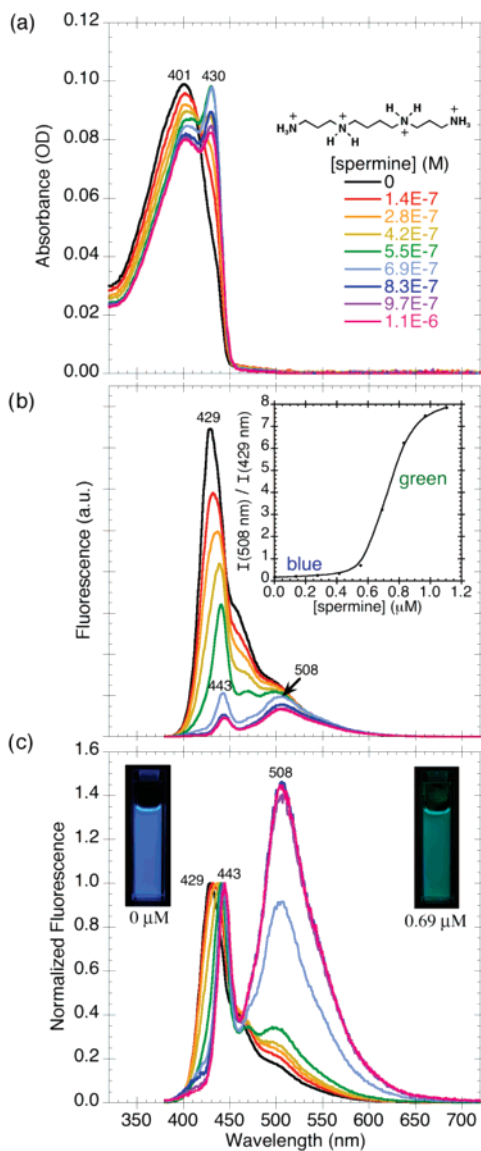 (a)
0.12
0.10
0.08
0.06
0.04
0.02
0.00
Absorbance (OD)
401 430
H H
+ + + +
H3N N N NH3
H H
[spermine] (M)
0
1.4E-7
2.8E-7
4.2E-7
5.5E-7
6.9E-7
8.3E-7
9.7E-7
1.1E-6
(b)
Fluorescence (a.u.)
429
443
508
I (508 nm) / I (429 nm)
8
7
6
5
4
3
2
1
0
green
blue
0.0 0.2 0.4 0.6 0.8 1.0 1.2
[spermine] (μM)
(c)
1.6
1.4
1.2
1.0
0.8
0.6
0.4
0.2
0.0
Normalized Fluorescence
508
429 443
0 μM
0.69 μM
350 400 450 500 550 600 650 700
Wavelength (nm)